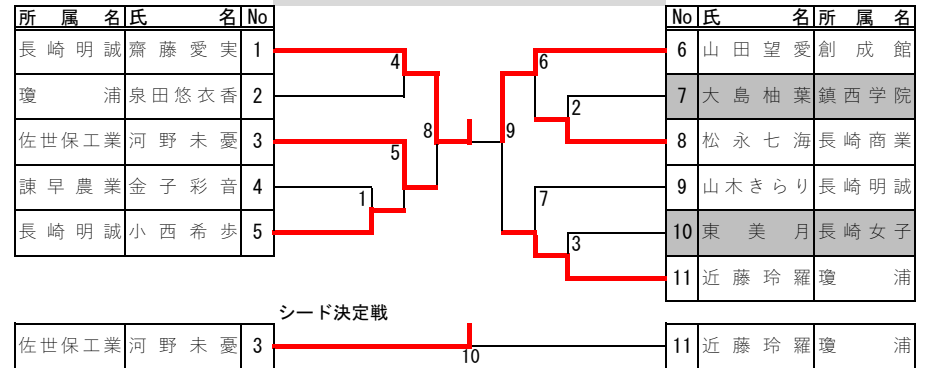 所属名 氏名 No No 氏名 所属名
長崎明誠 齋藤愛実 1 4 6 6 山田望愛 創成館
瓊浦 泉田悠衣香 2 2 7 大島柚葉 鎮西学院
佐世保工業 河野未憂 3 8 5 9 8 松永七海 長崎商業
諫早農業 金子彩音 4 1 7 9 山木きらり 長崎明誠
長崎明誠 小西希歩 5 3 10 東美月 長崎女子
11 近藤玲羅 瓊浦
シード決定戦
佐世保工業 河野未憂 3 10 11 近藤玲羅 瓊浦